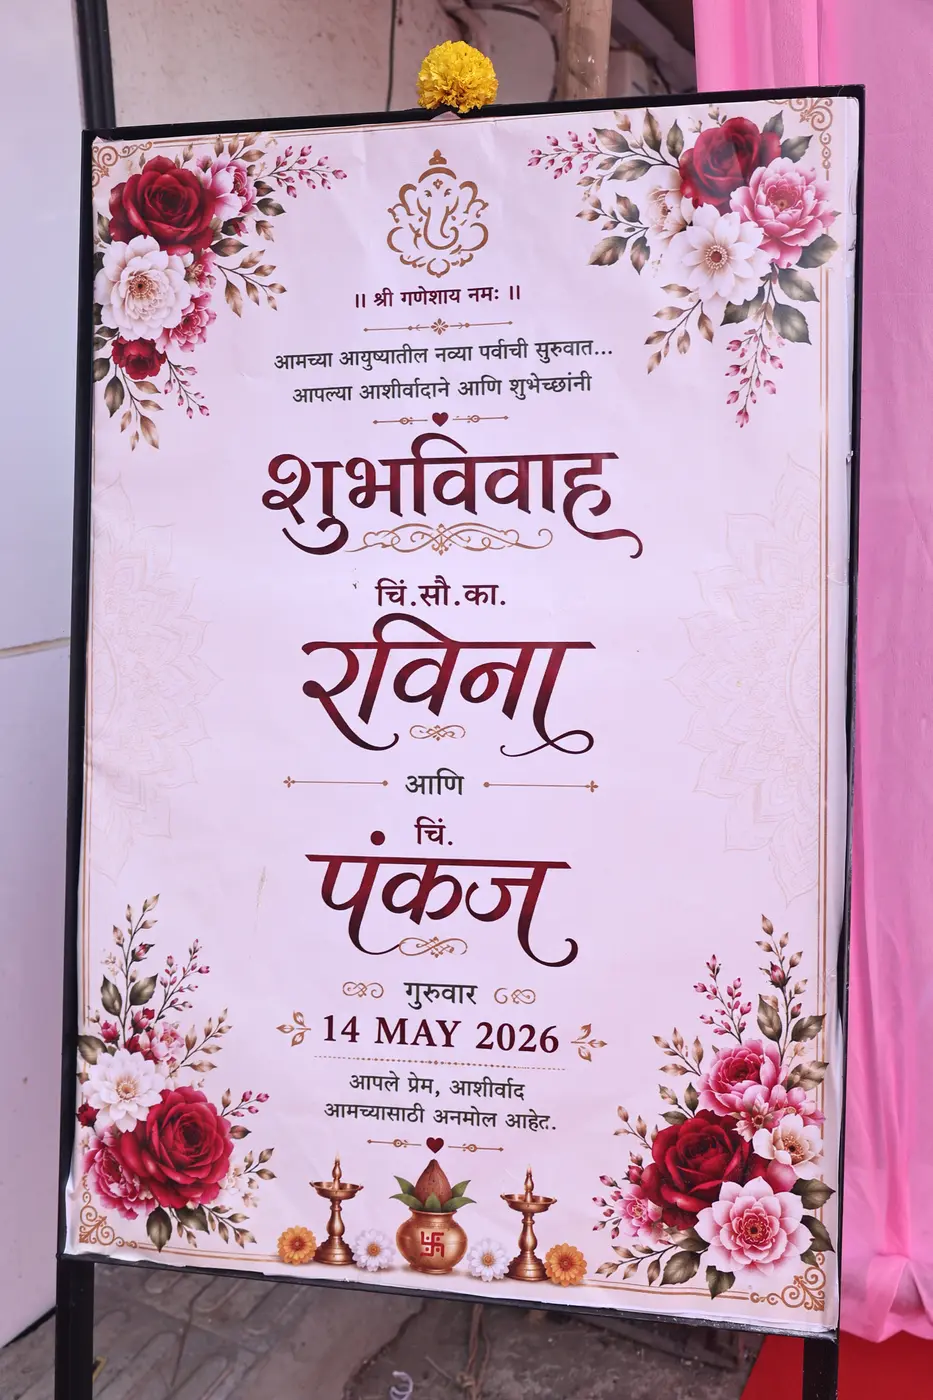 ॥ श्री गणेशाय नमः ॥
आमच्या आयुष्यातील नव्या पर्वाची सुरुवात...
आपल्या आशीर्वादाने आणि शुभेच्छांनी
शुभविवाह
चिं.सौ.का.
रविना
आणि
चिं.
पंकज
गुरुवार
14 MAY 2026
आपले प्रेम, आशीर्वाद
आमच्यासाठी अनमोल आहेत.